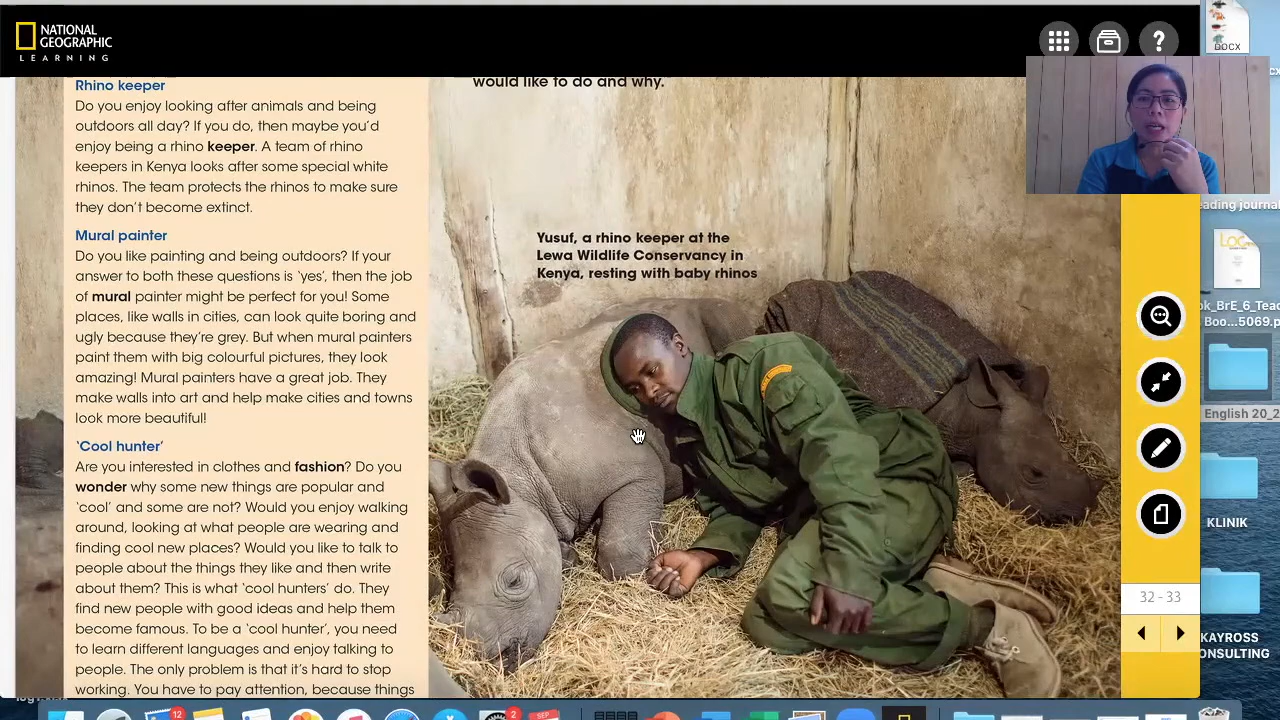 NATIONAL
GEOGRAPHIC
LEARNING
Rhino keeper
Do you enjoy looking after animals and being
outdoors all day? If you do, then maybe you'd
enjoy being a rhino keeper. A team of rhino
keepers in Kenya looks after some special white
rhinos. The team protects the rhinos to make sure
they don't become extinct.
Mural painter
Do you like painting and being outdoors? If your
answer to both these questions is 'yes', then the job
of mural painter might be perfect for you! Some
places, like walls in cities, can look quite boring and
ugly because they're grey. But when mural painters
paint them with big colourful pictures, they look
amazing! Mural painters have a great job. They
make walls into art and help make cities and towns
look more beautiful!
'Cool hunter'
Are you interested in clothes and fashion? Do you
wonder why some new things are popular and
'cool' and some are not? Would you enjoy walking
around, looking at what people are wearing and
finding cool new places? Would you like to talk to
people about the things they like and then write
about them? This is what 'cool hunters' do. They
find new people with good ideas and help them
become famous. To be a 'cool hunter', you need
to learn different languages and enjoy talking to
people. The only problem is that it's hard to stop
working. You have to pay attention, because things
would like to do and why.
Yusuf, a rhino keeper at the
Lewa Wildlife Conservancy in
Kenya, resting with baby rhinos
?
32 - 33
DOCX
eading journal
ok_BrE_6_Teac
Boo...5069.p
English 20_2
KLINIK
KAYROSS
ONSULTING
12
2
SEP